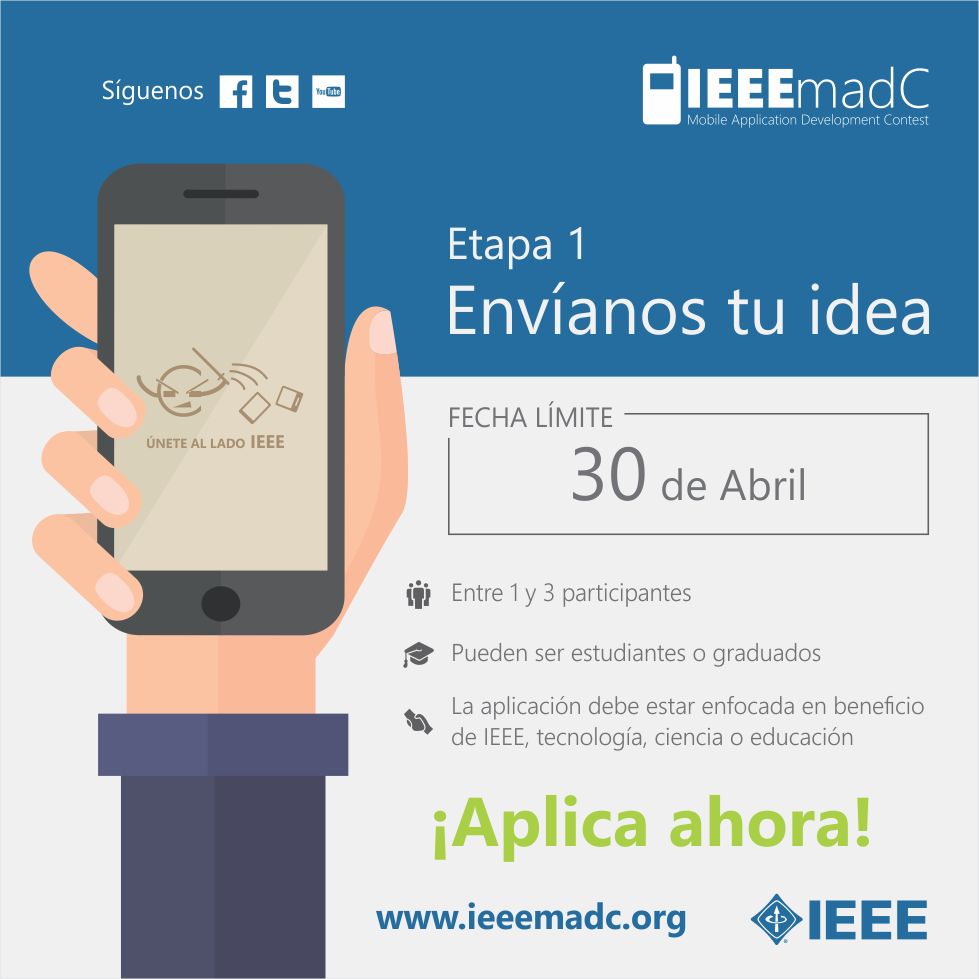 Síguenos
You Tube
IEEEmadC
Mobile Application Development Contest
Etapa 1
Envíanos tu idea
ÚNETE AL LADO IEEE
FECHA LÍMITE
30 de Abril
Entre 1 y 3 participantes
Pueden ser estudiantes o graduados
La aplicación debe estar enfocada en beneficio
de IEEE, tecnología, ciencia o educación
¡Aplica ahora!
www.ieeemadc.org
IEEE